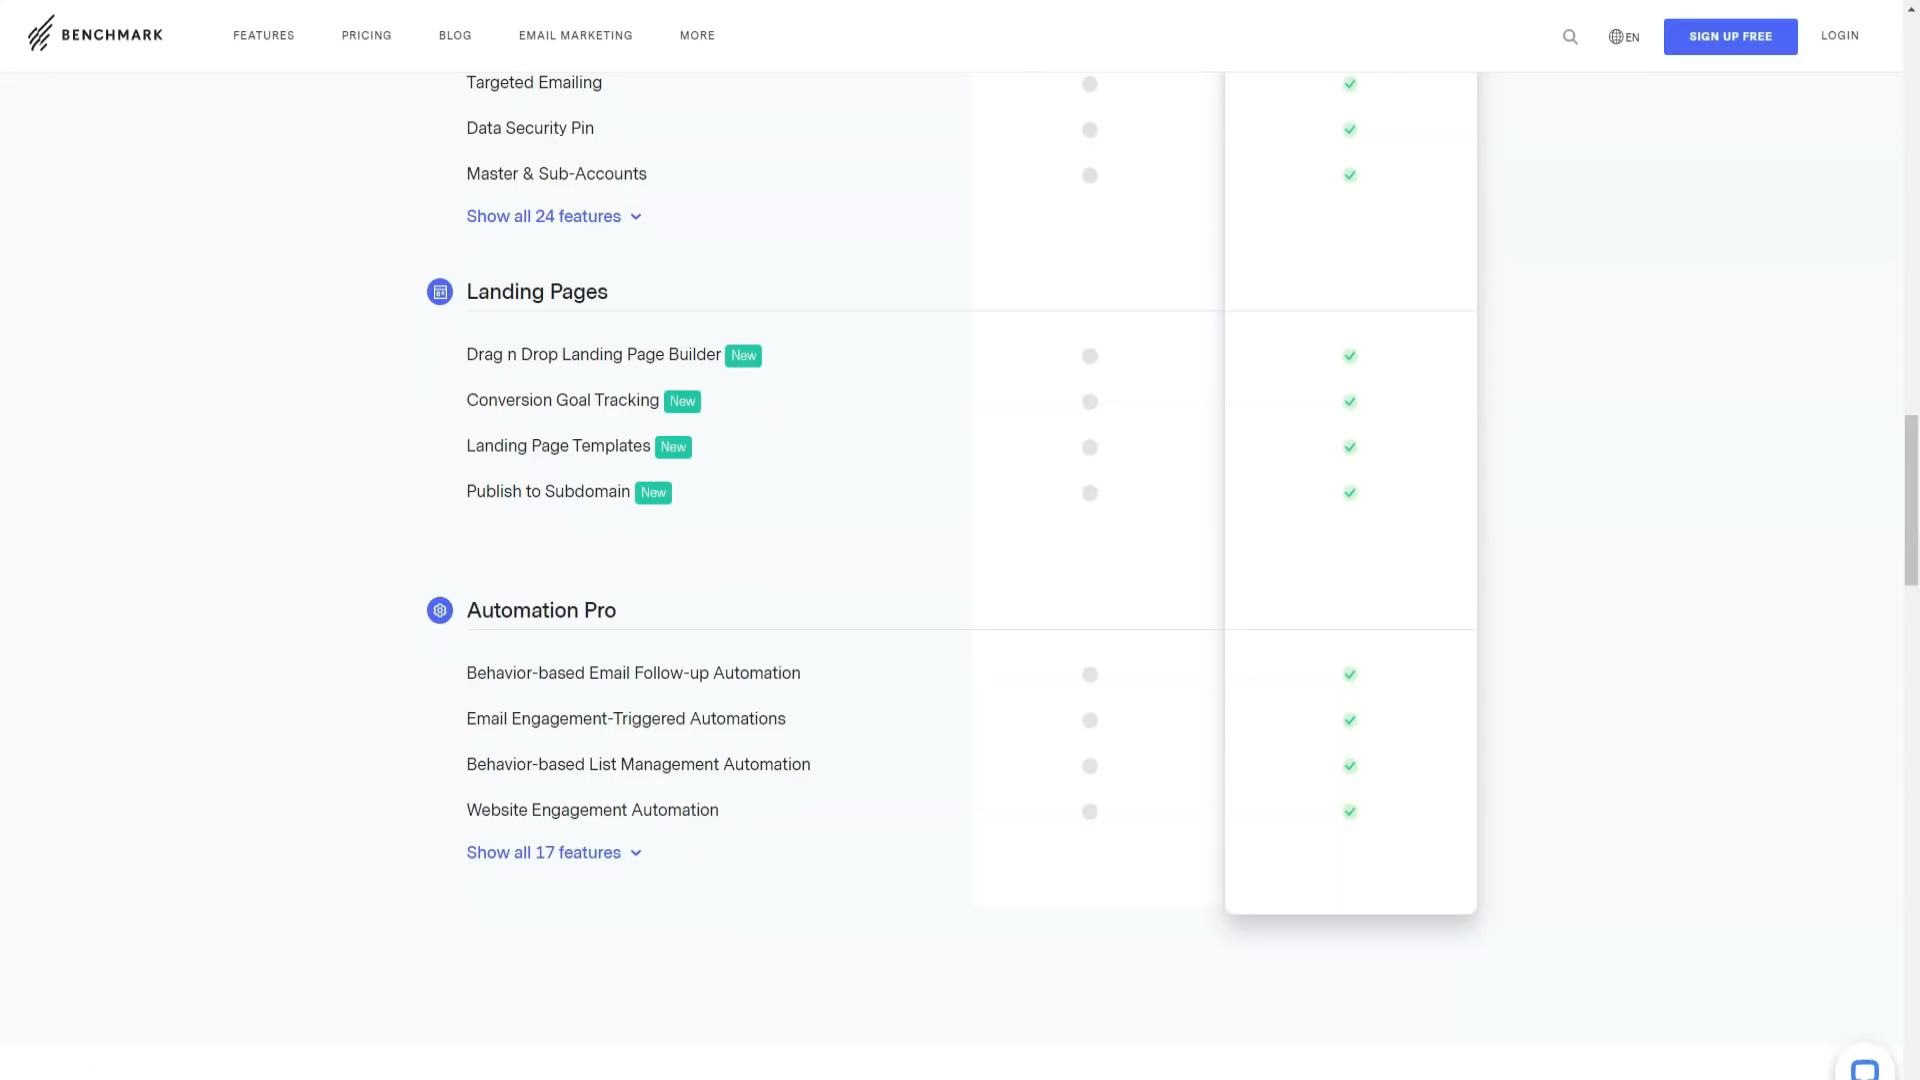 BENCHMARK
FEATURES
PRICING
BLOG
EMAIL MARKETING
MORE
EN
SIGN UP FREE
LOGIN
Targeted Emailing
Data Security Pin
Master & Sub-Accounts
Show all 24 features
Landing Pages
Drag n Drop Landing Page Builder New
Conversion Goal Tracking New
Landing Page Templates New
Publish to Subdomain New
Automation Pro
Behavior-based Email Follow-up Automation
Email Engagement-Triggered Automations
Behavior-based List Management Automation
Website Engagement Automation
Show all 17 features